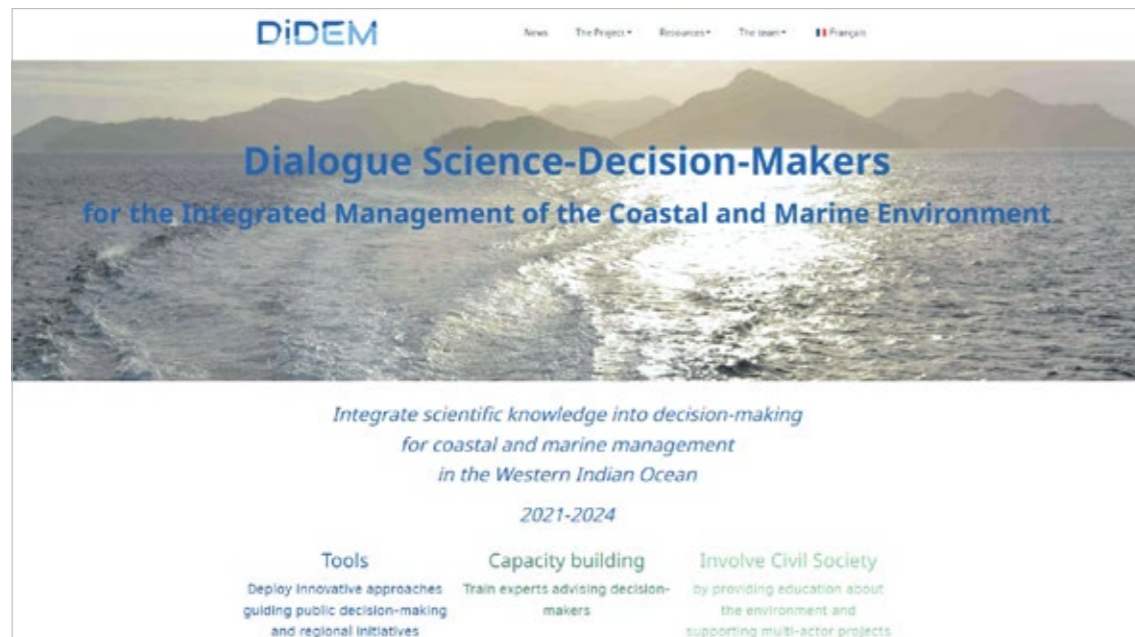 DiDEM
News The Project Resources The team Français
Dialogue Science-Decision-Makers
for the Integrated Management of the Coastal and Marine Environment
Integrate scientific knowledge into decision-making
for coastal and marine management
in the Western Indian Ocean
2021-2024
Tools Capacity building Involve Civil Society
Deploy innovative approaches Train experts advising decision- by providing education about
guiding public decision-making makers the environment and
and regional initiatives supporting multi-actor projects